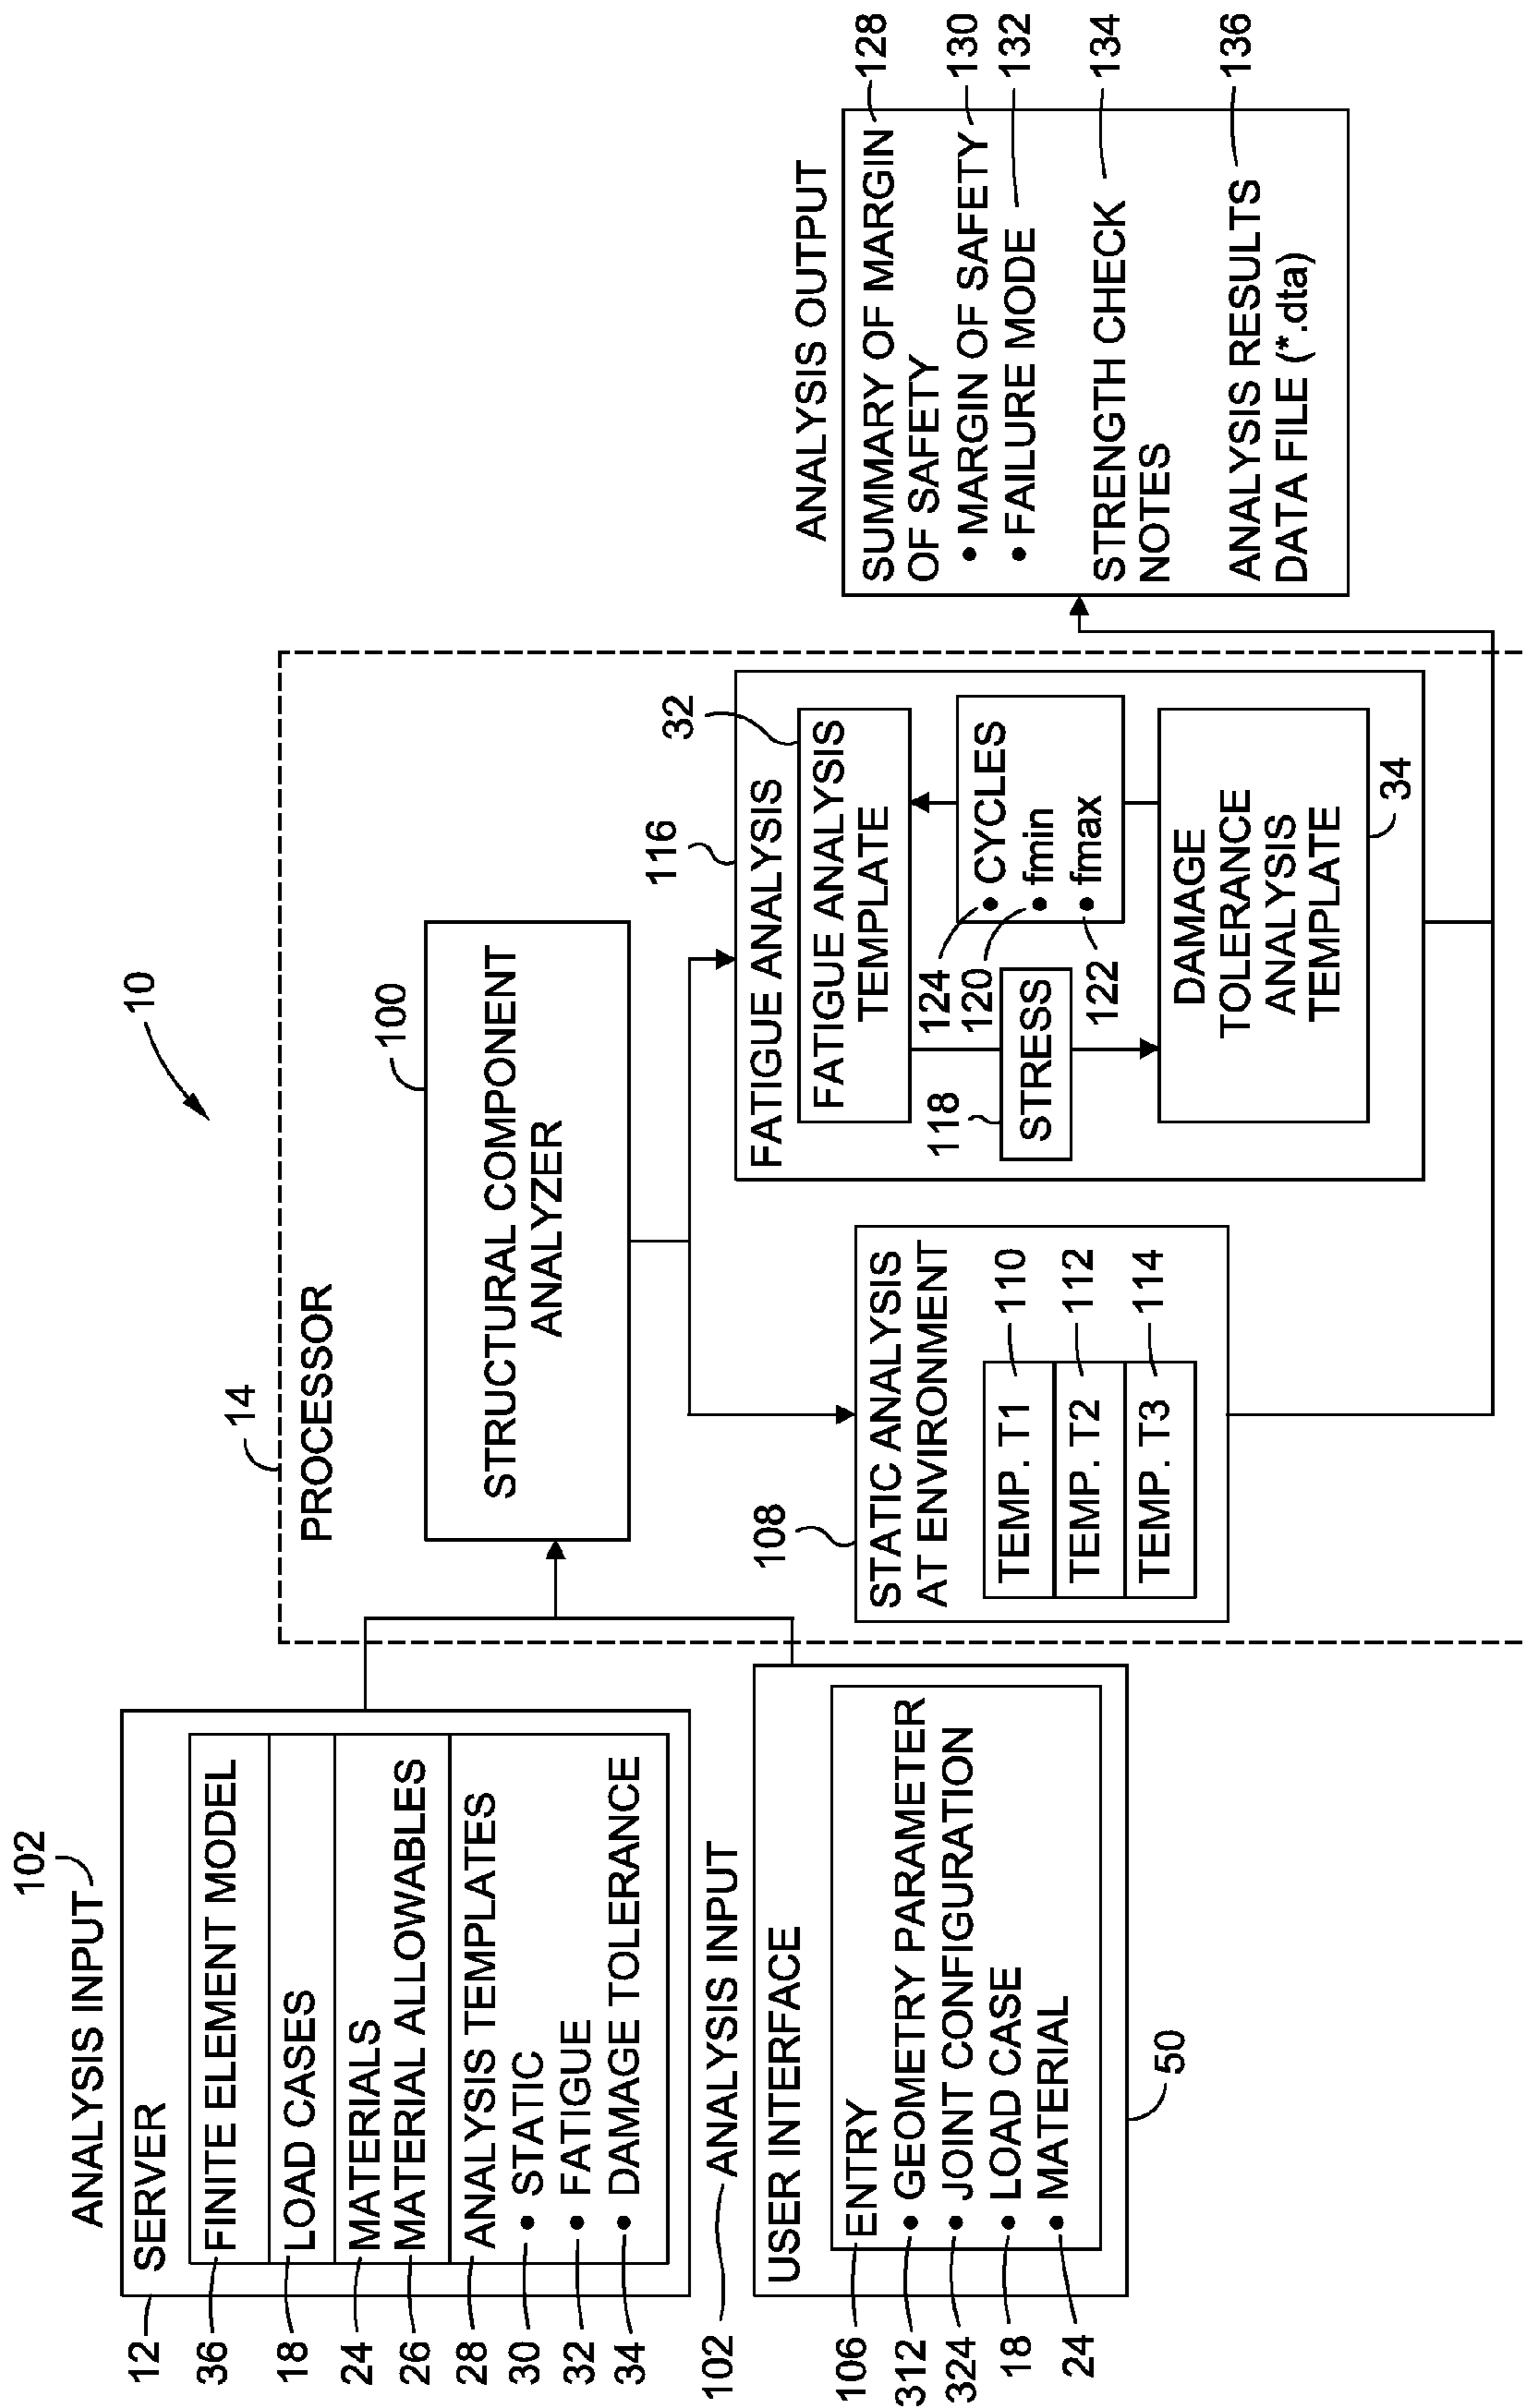 10
102
ANALYSIS INPUT
12
SERVER
36
FINITE ELEMENT MODEL
18
LOAD CASES
24
MATERIALS
26
MATERIAL ALLOWABLES
28
ANALYSIS TEMPLATES
30
• STATIC
32
• FATIGUE
34
• DAMAGE TOLERANCE
102
ANALYSIS INPUT
USER INTERFACE
106
ENTRY
312
• GEOMETRY PARAMETER
324
• JOINT CONFIGURATION
18
• LOAD CASE
24
• MATERIAL
50
14
PROCESSOR
100
STRUCTURAL COMPONENT
ANALYZER
108
STATIC ANALYSIS
AT ENVIRONMENT
TEMP. T1
110
TEMP. T2
112
TEMP. T3
114
116
FATIGUE ANALYSIS
32
FATIGUE ANALYSIS
TEMPLATE
118
STRESS
124
• CYCLES
120
• fmin
122
• fmax
DAMAGE
TOLERANCE
ANALYSIS
TEMPLATE
34
ANALYSIS OUTPUT
SUMMARY OF MARGIN
OF SAFETY
128
• MARGIN OF SAFETY
130
• FAILURE MODE
132
STRENGTH CHECK
NOTES
134
ANALYSIS RESULTS
DATA FILE (*.dta)
136